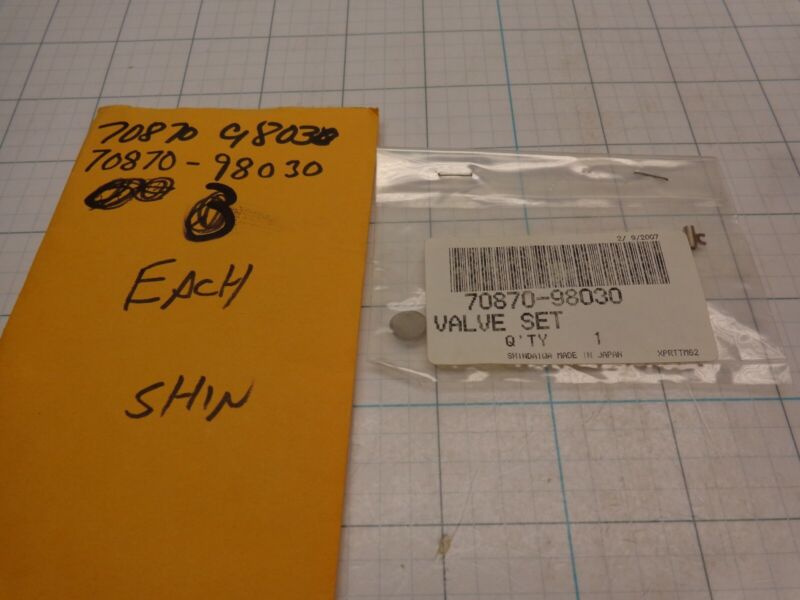 70870 98030
70870-98030
3
EACH
SHIN
2/ 9/2007
70870-98030
VALVE SET
Q'TY 1
SHINDAIWA MADE IN JAPAN XPRTTM62